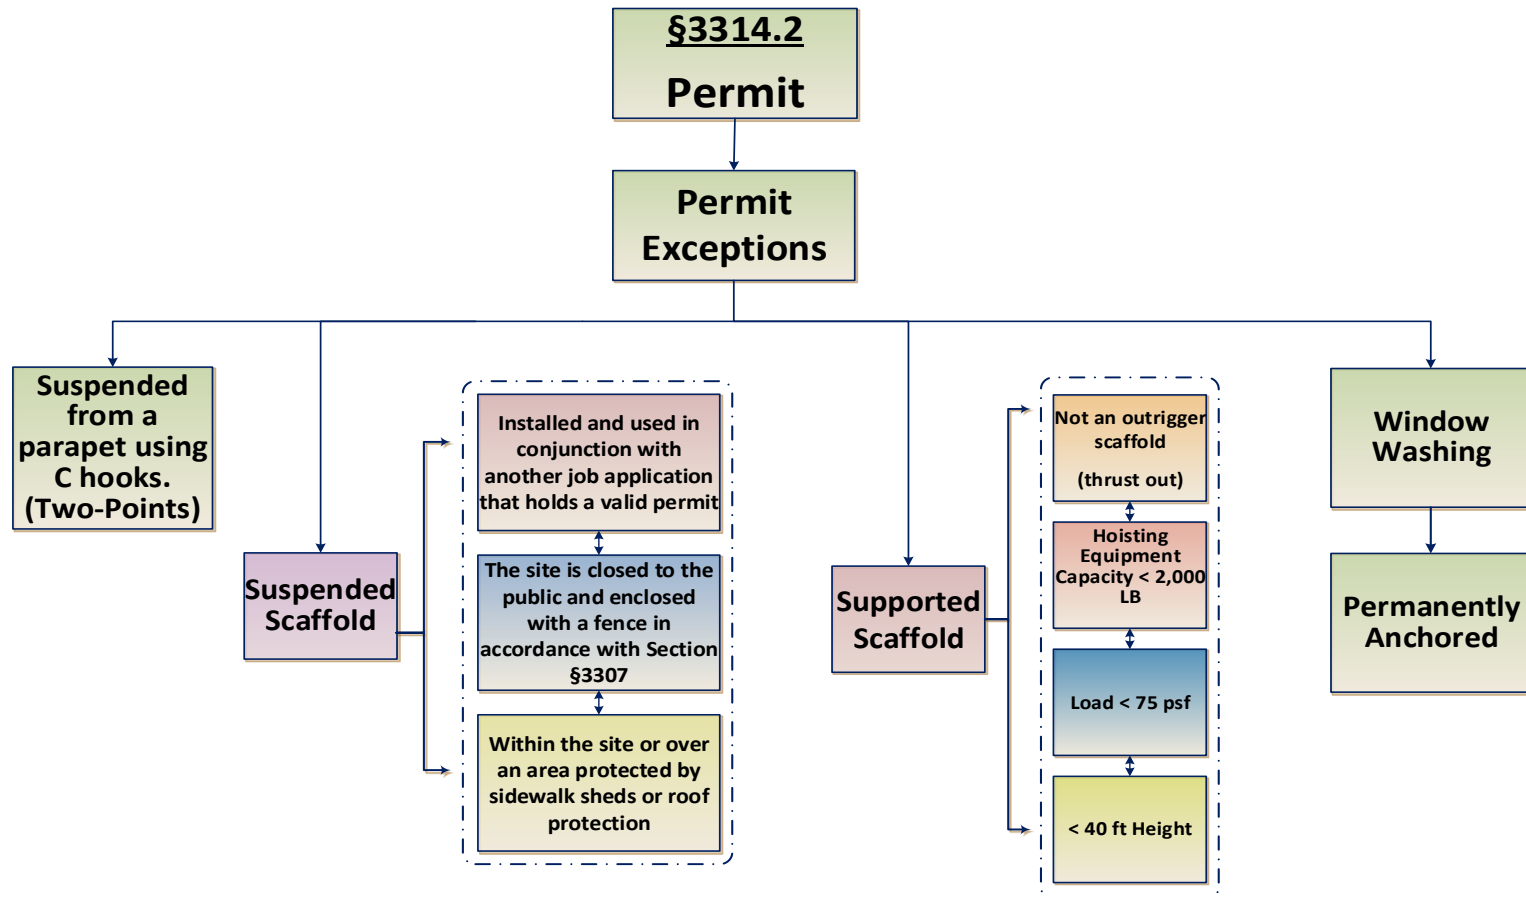 §3314.2
Permit
Permit
Exceptions
Suspended
from a
parapet using
C hooks.
(Two-Points)
Suspended
Scaffold
Installed and used in
conjunction with
another job application
that holds a valid permit
The site is closed to the
public and enclosed
with a fence in
accordance with Section
§3307
Within the site or over
an area protected by
sidewalk sheds or roof
protection
Supported
Scaffold
Not an outrigger
scaffold
(thrust out)
Hoisting
Equipment
Capacity < 2,000
LB
Load < 75 psf
< 40 ft Height
Window
Washing
Permanently
Anchored